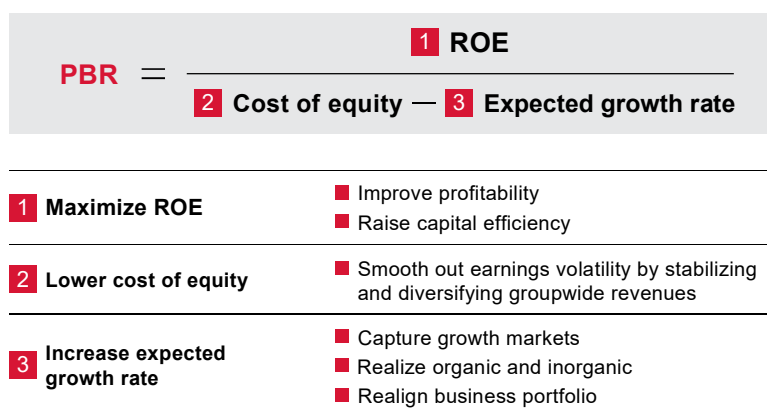 1 ROE
PBR =
2 Cost of equity — 3 Expected growth rate
1 Maximize ROE
Improve profitability
Raise capital efficiency
2 Lower cost of equity
Smooth out earnings volatility by stabilizing
and diversifying groupwide revenues
3 Increase expected
growth rate
Capture growth markets
Realize organic and inorganic
Realign business portfolio